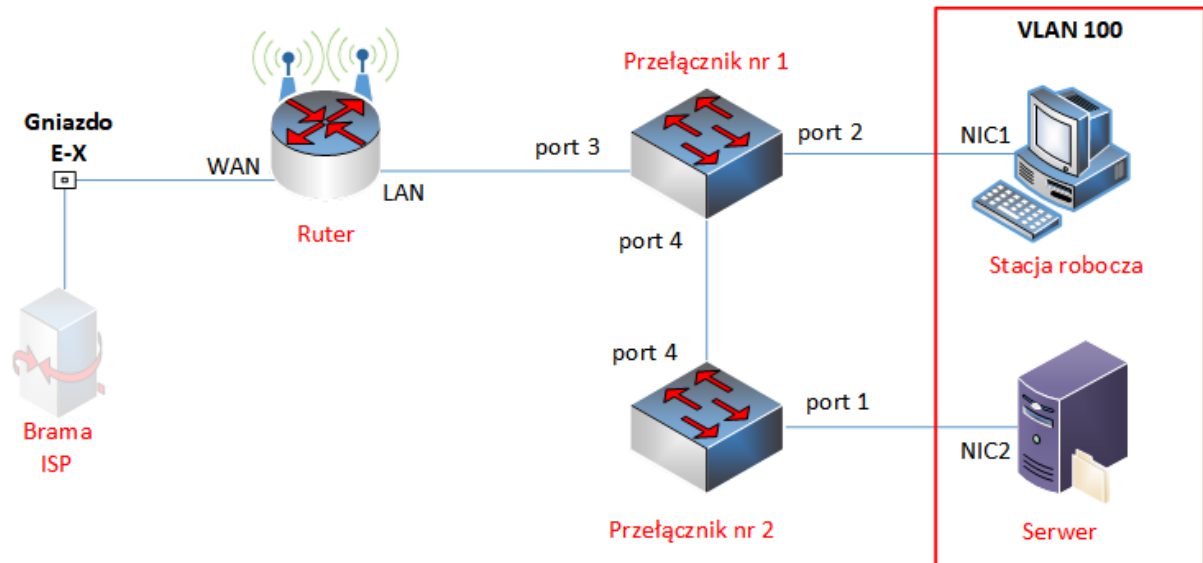 VLAN 100
Przełącznik nr 1
Gniazdo
E-X
WAN
LAN
port 3
port 2
NIC1
Ruter
port 4
Stacja robocza
port 4
port 1
NIC2
Brama
ISP
Przełącznik nr 2
Serwer